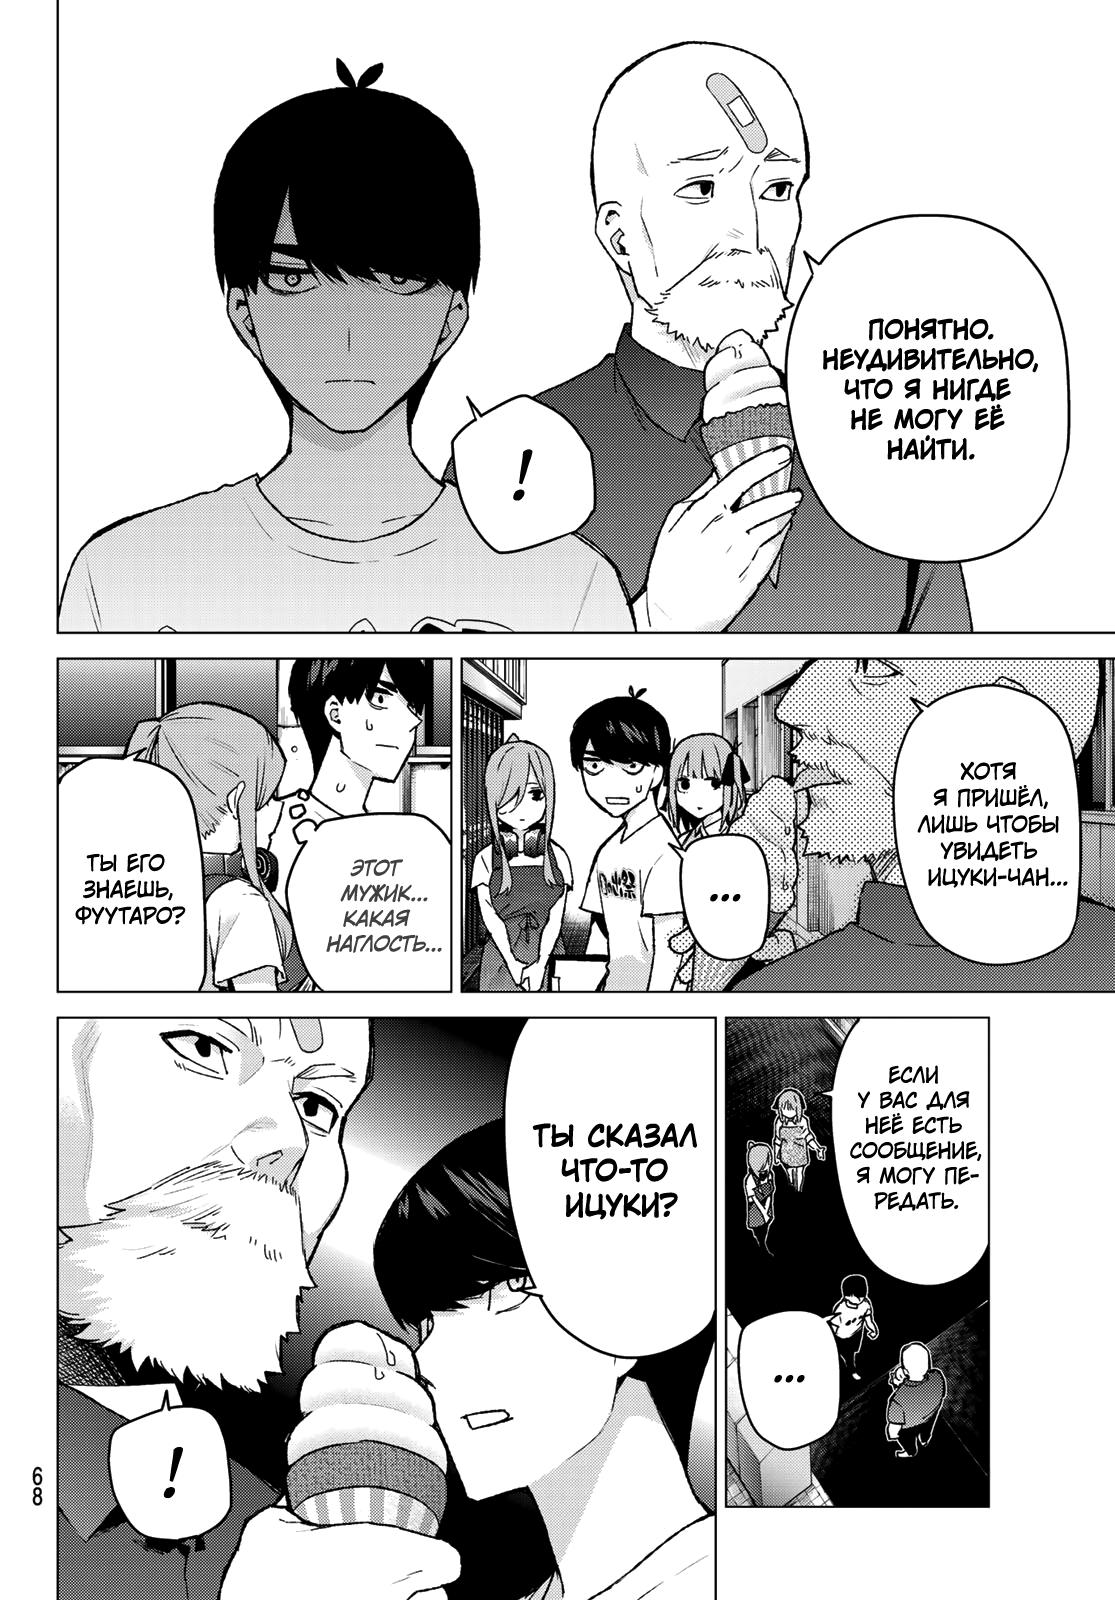 ПОНЯТНО.
НЕУДИВИТЕЛЬНО,
ЧТО Я НИГДЕ
НЕ МОГУ ЕЁ
НАЙТИ.
!
ХОТЯ
Я ПРИШЁЛ,
ЛИШЬ ЧТОБЫ
УВИДЕТЬ
ИЦУКИ-ЧАН...
...
ЭТОТ
МУЖИК...
КАКАЯ
НАГЛОСТЬ...
ТЫ ЕГО
ЗНАЕШЬ,
ФУУТАРО?
ЕСЛИ
У ВАС ДЛЯ
НЕЁ ЕСТЬ
СООБЩЕНИЕ,
Я МОГУ ПЕ-
РЕДАТЬ.
...
ТЫ СКАЗАЛ
ЧТО-ТО
ИЦУКИ?
!
68